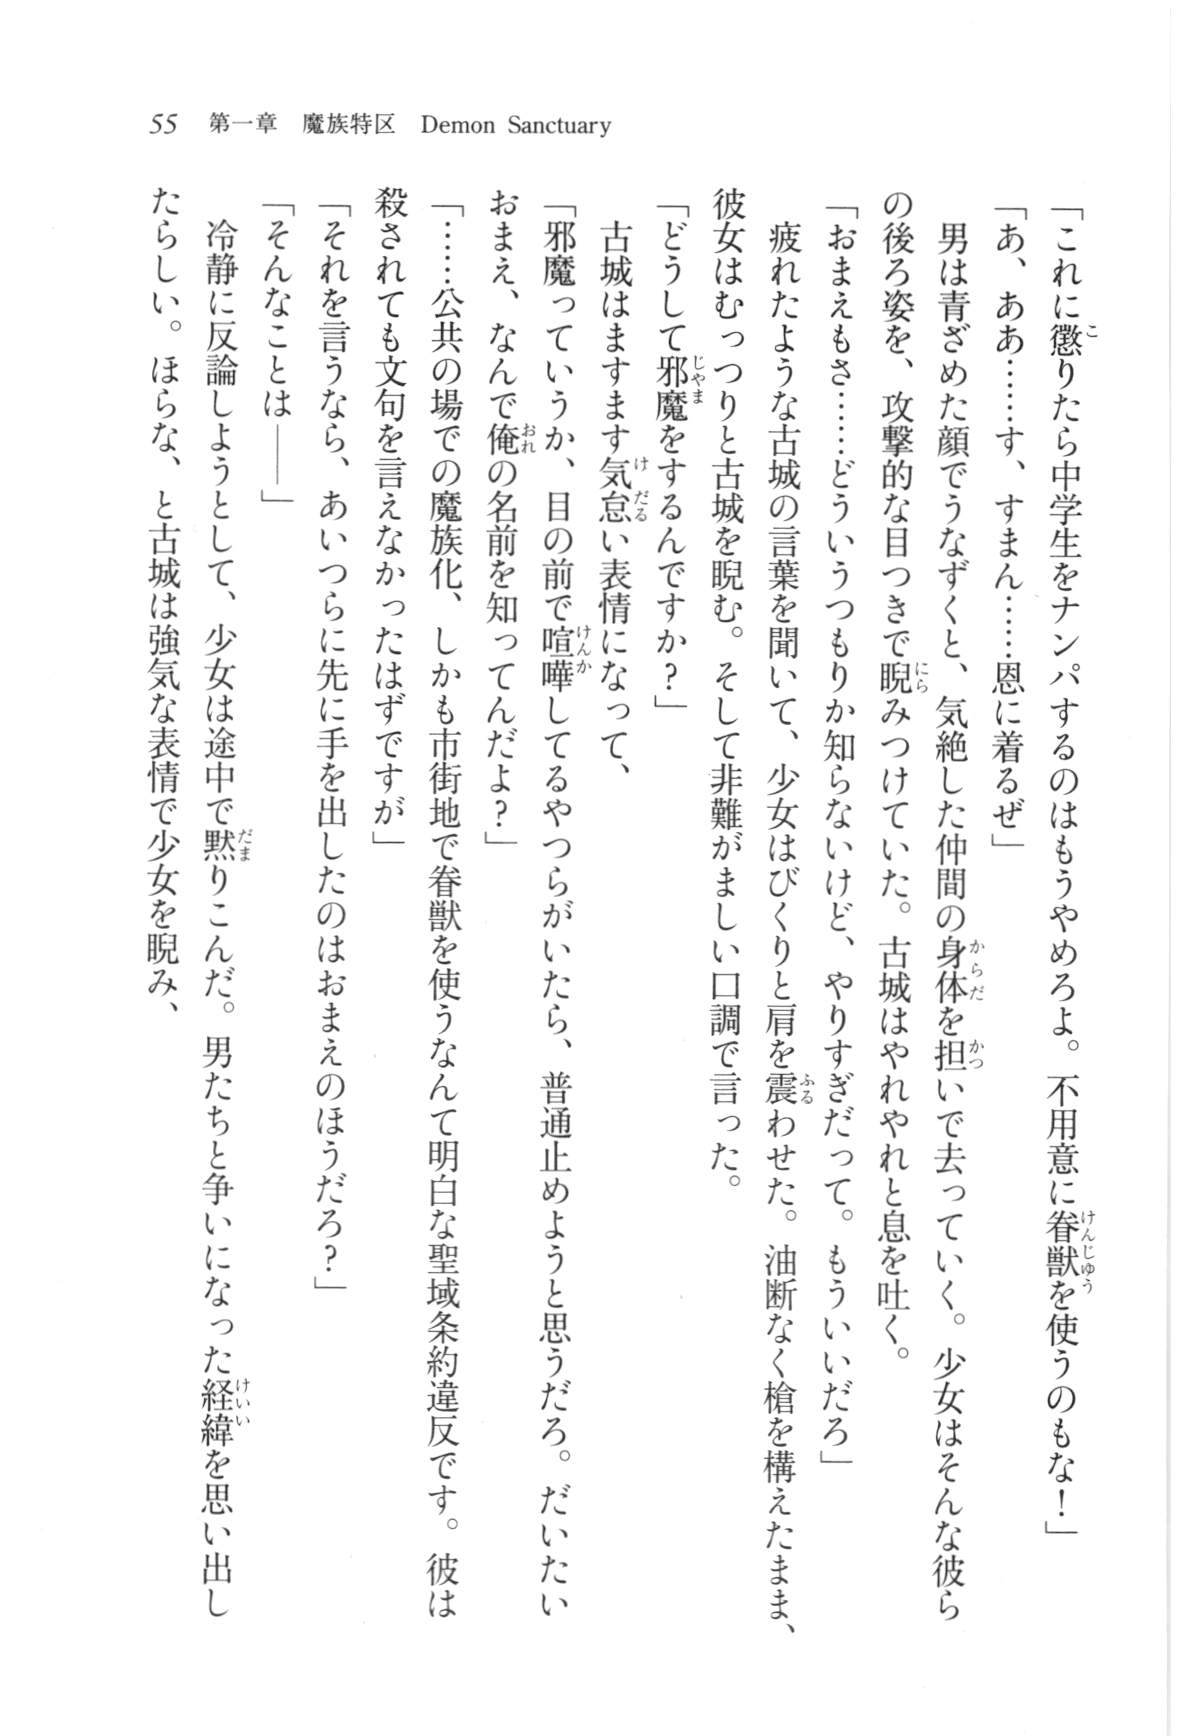 55 第一章 魔族特区 Demon Sanctuary
「これに懲りたら中学生をナンパするのはもうやめろよ。不用意に眷獣を使うのもな！」
「あ、ああ……す、すまん……恩に着るぜ」
　男は青ざめた顔でうなずくと、気絶した仲間の身体を担いで去っていく。少女はそんな彼ら
の後ろ姿を、攻撃的な目つきで睨みつけていた。古城はやれやれと息を吐く。
「おまえもさ……どういうつもりか知らないけど、やりすぎだって。もういいだろ」
　疲れたような古城の言葉を聞いて、少女はびくりと肩を震わせた。油断なく槍を構えたまま、
彼女はむっつりと古城を睨む。そして非難がましい口調で言った。
「どうして邪魔をするんですか？」
　古城はますます気怠い表情になって、
「邪魔っていうか、目の前で喧嘩してるやつらがいたら、普通止めようと思うだろ。だいたい
おまえ、なんで俺の名前を知ってんだよ？」
「……公共の場での魔族化、しかも市街地で眷獣を使うなんて明白な聖域条約違反です。彼は
殺されても文句を言えなかったはずですが」
「それを言うなら、あいつらに先に手を出したのはおまえのほうだろ？」
「そんなことは――」
　冷静に反論しようとして、少女は途中で黙りこんだ。男たちと争いになった経緯を思い出し
たらしい。ほらな、と古城は強気な表情で少女を睨み、